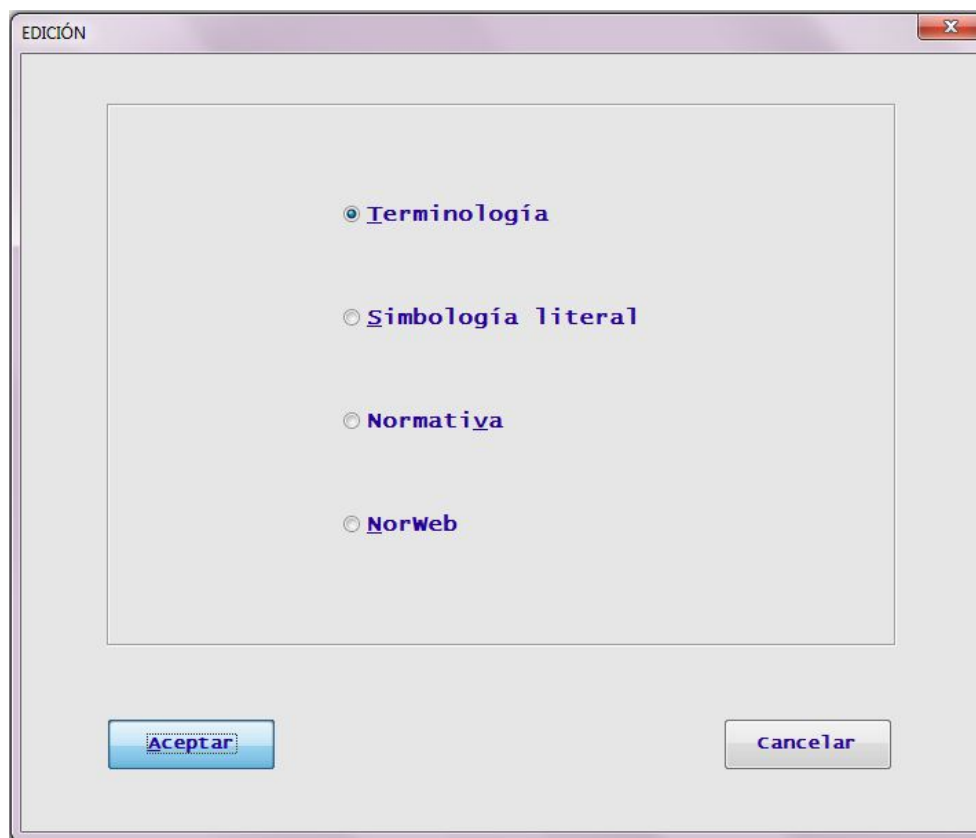 EDICIÓN
Terminología
Simbología literal
Normativa
NorWeb
Aceptar
Cancelar